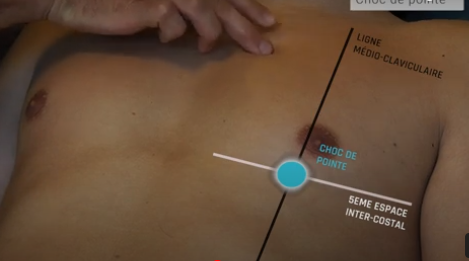 Choc de pointe
LIGNE
MÉDIO-CLAVICULAIRE
CHOC DE
POINTE
5EME ESPACE
INTER-COSTAL